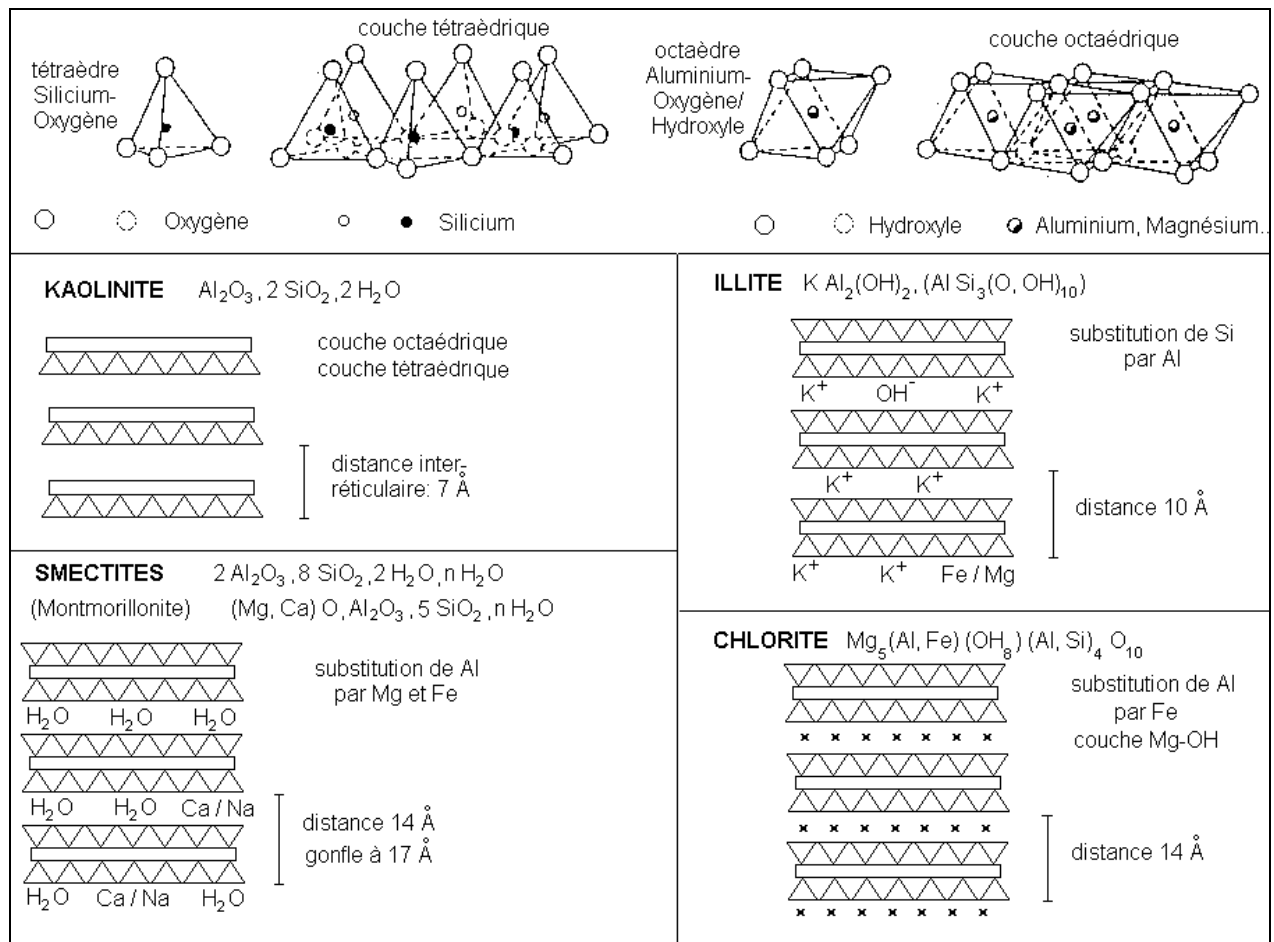 couche tétraèdrique
tétraèdre
Silicium-
Oxygène
octaèdre
Aluminium-
Oxygène/
Hydroxyle
couche octaédrique
Oxygène
Silicium
Hydroxyle
Aluminium, Magnésium..
KAOLINITE Al₂O₃, 2 SiO₂, 2 H₂O
couche octaédrique
couche tétraédrique
distance inter-
réticulaire: 7 Å
ILLITE K Al₂(OH)₂, (Al Si₃(O, OH)₁₀)
substitution de Si
par Al
K⁺ OH⁻ K⁺
K⁺ K⁺
distance 10 Å
K⁺ K⁺ Fe / Mg
SMECTITES 2 Al₂O₃, 8 SiO₂, 2 H₂O, n H₂O
(Montmorillonite) (Mg, Ca) O, Al₂O₃, 5 SiO₂, n H₂O
substitution de Al
par Mg et Fe
H₂O H₂O H₂O
H₂O H₂O Ca / Na
distance 14 Å
gonfle à 17 Å
H₂O Ca / Na H₂O
CHLORITE Mg₅(Al, Fe) (OH₈) (Al, Si)₄ O₁₀
substitution de Al
par Fe
couche Mg-OH
distance 14 Å